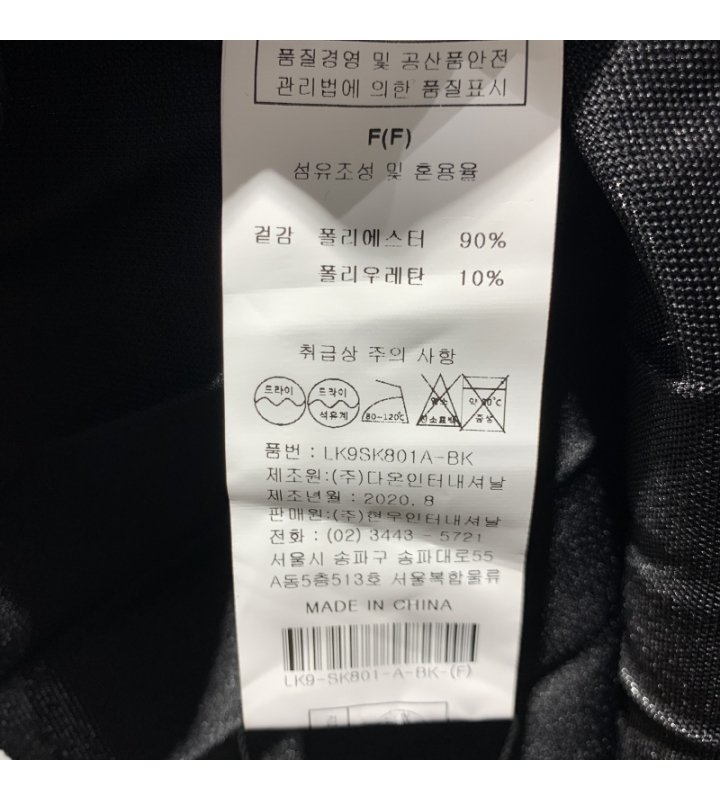 품질경영 및 공산품안전
관리법에 의한 품질표시
F(F)
섬유조성 및 혼용율
겉감 폴리에스터 90%
폴리우레탄 10%
취급상 주의 사항
드라이 드라이 석유계 80~120℃ 염소
품번 : LK9SK801A-BK
제조원:(주)다온인터내셔날
제조년월 : 2020.8
판매원:(주)현우인터내셔날
전화 : (02) 3443 - 5721
서울시 송파구 송파대로55
A동5층513호 서울복합물류
MADE IN CHINA
LK9-SK801-A-BK-(F)